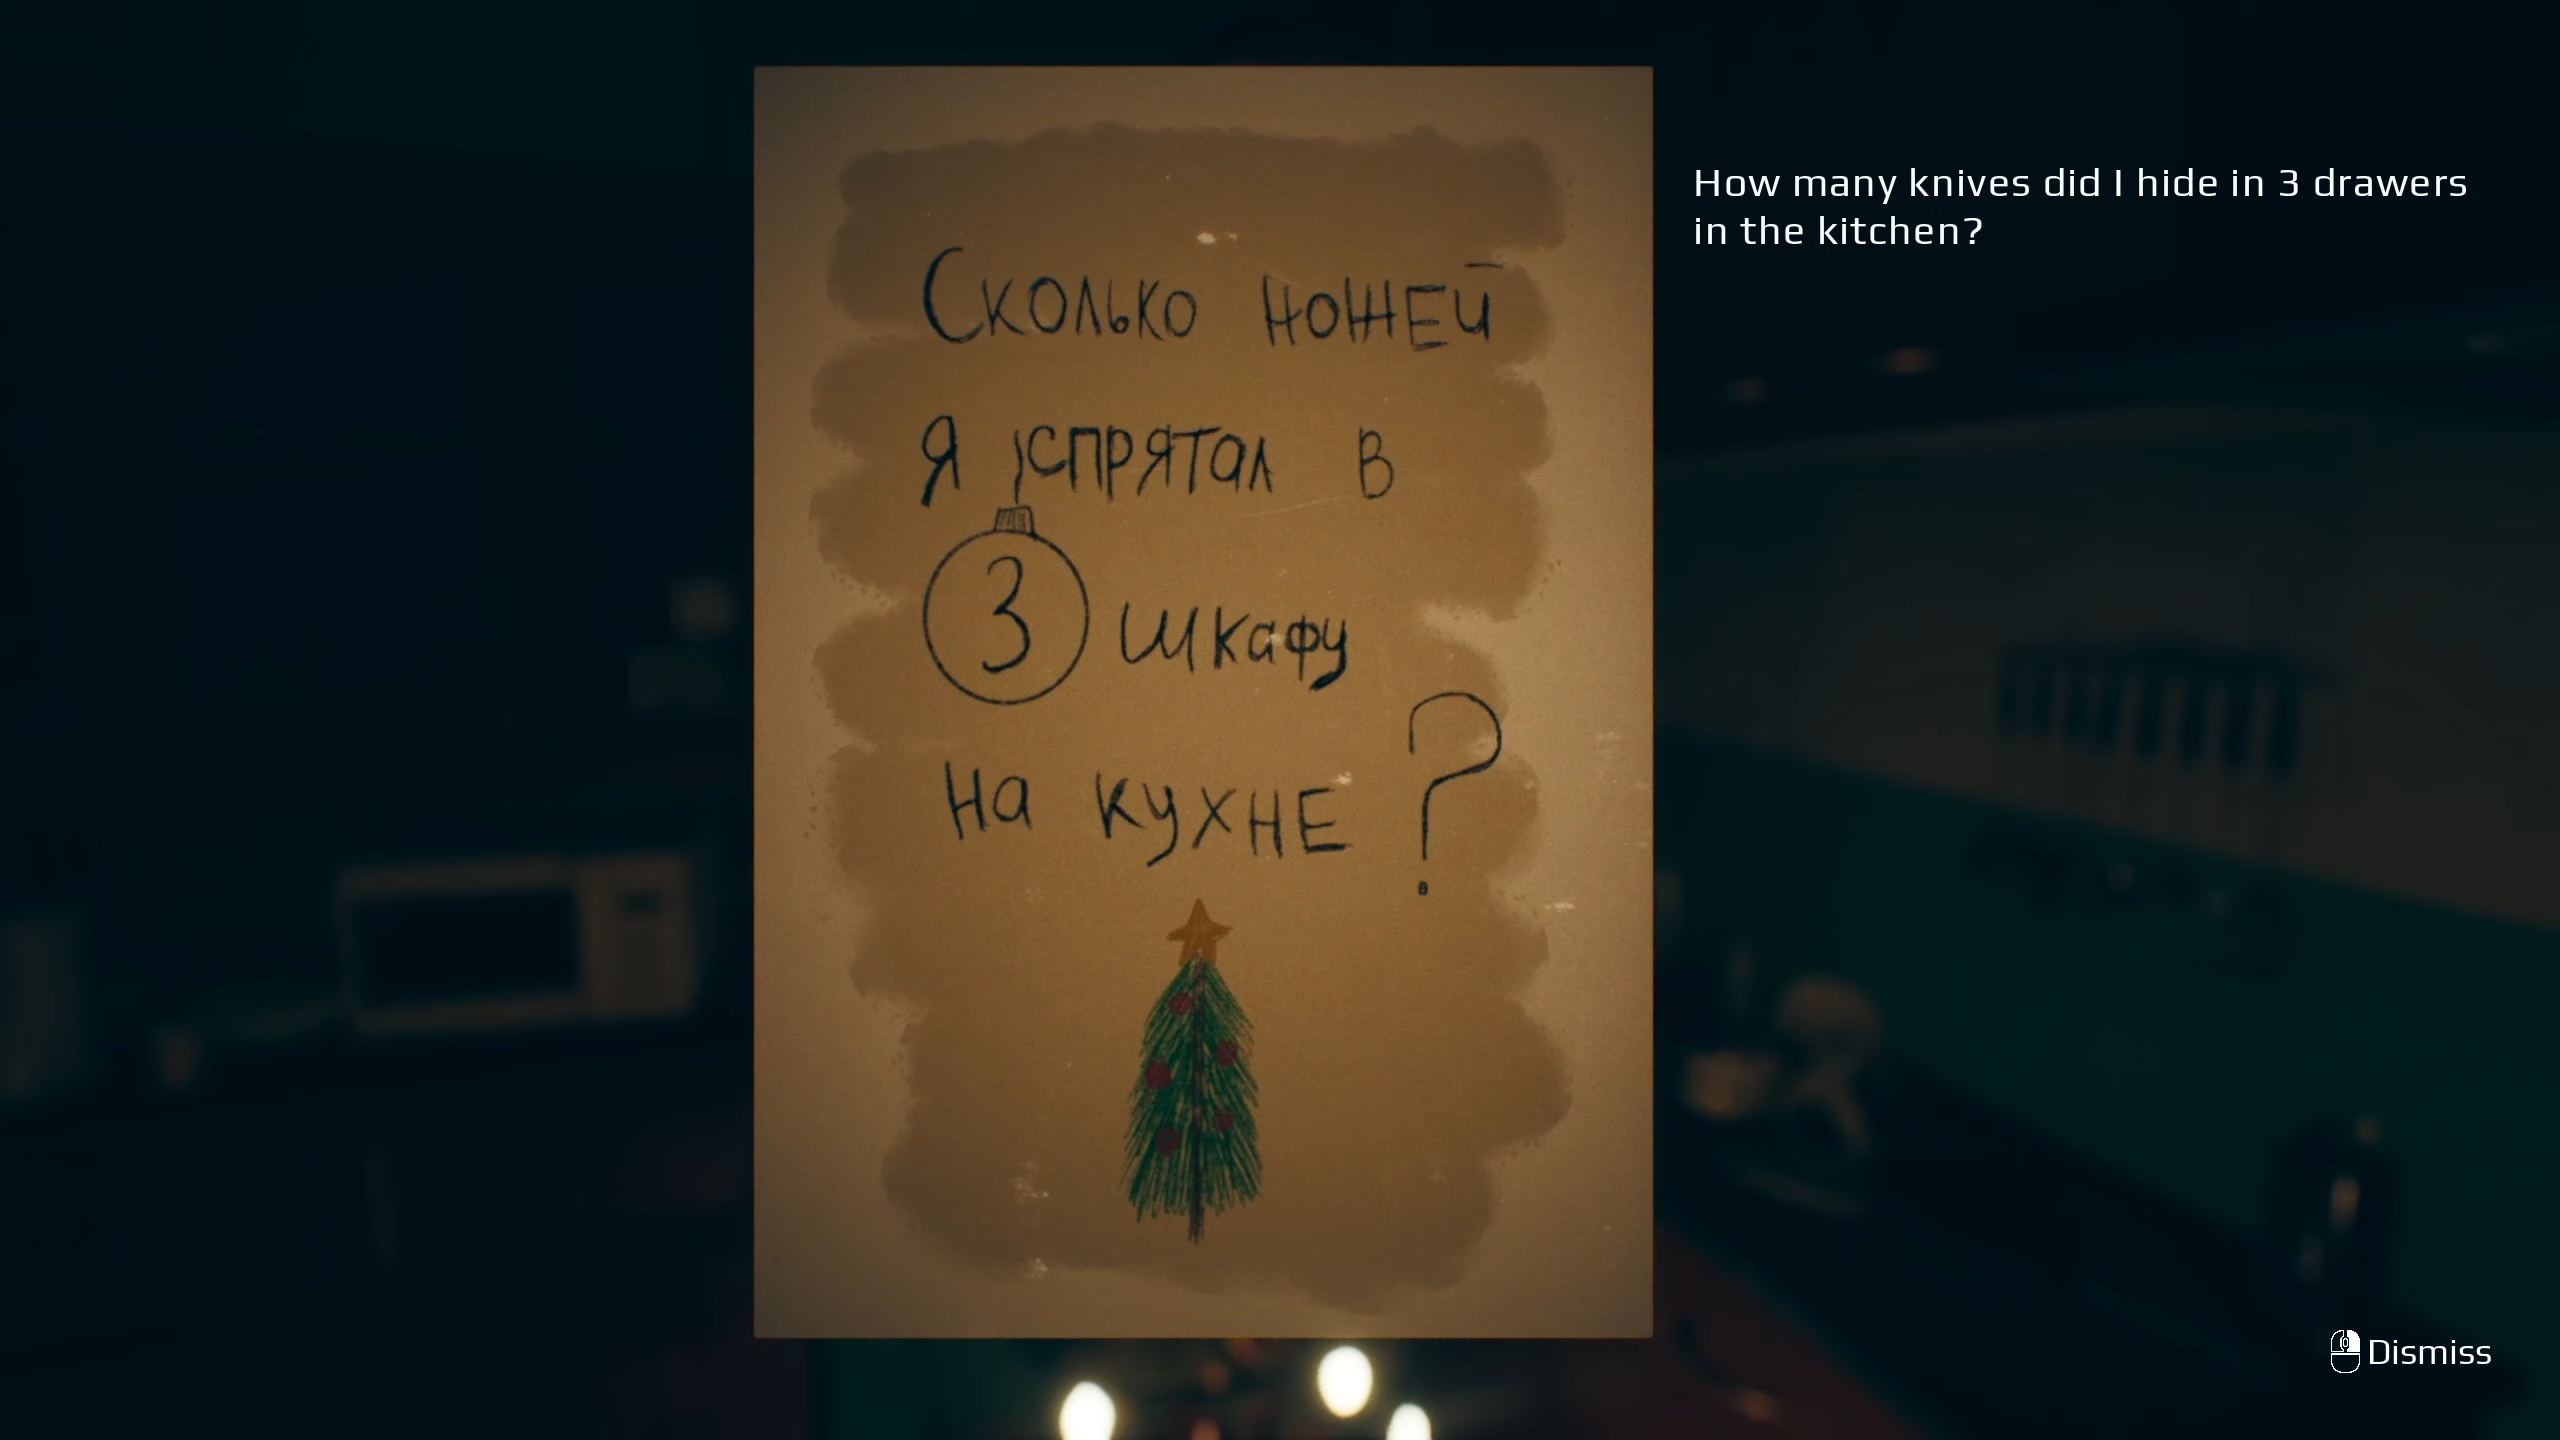 Сколько ножей
я спрятал в
3 шкафу
на кухне?
How many knives did I hide in 3 drawers
in the kitchen?
Dismiss